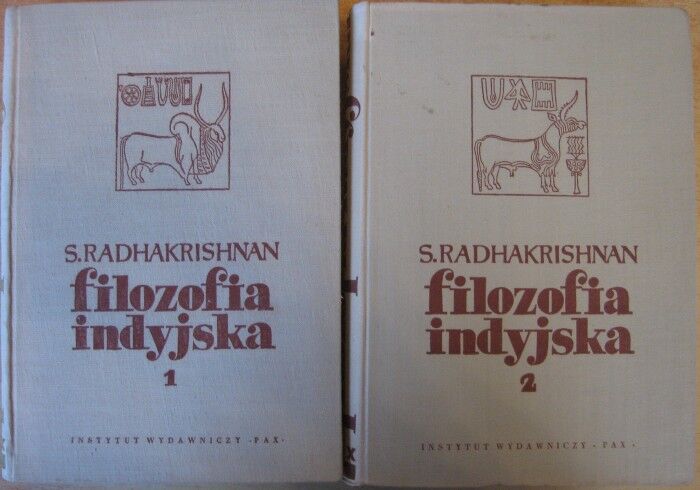 S. RADHAKRISHNAN
filozofia
indyjska
1
INSTYTUT WYDAWNICZY •PAX•
S. RADHAKRISHNAN
filozofia
indyjska
2
INSTYTUT WYDAWNICZY •PAX•